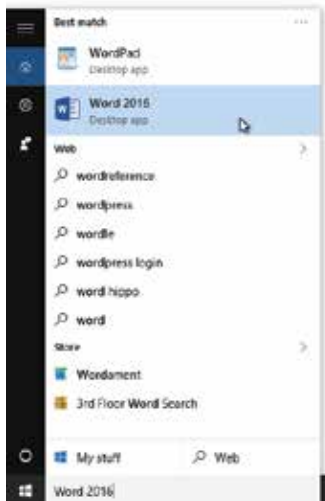 Best match
WordPad
Desktop app
Word 2016
Desktop app
Web
wordreference
wordpress
wordle
wordpress login
word hippo
word
Store
Wordament
3rd Floor Word Search
My stuff
Web
Word 2016